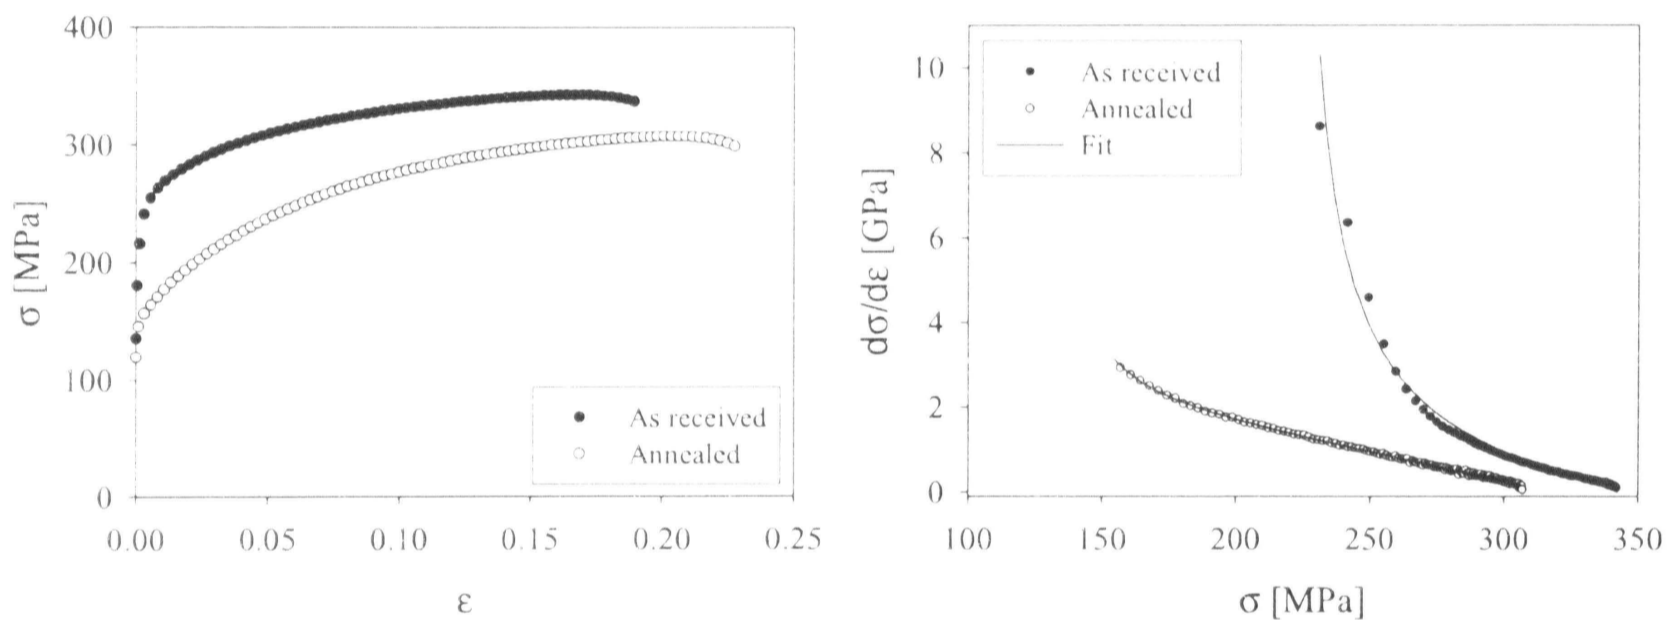 400
300
200
100
0
σ [MPa]
As received
Annealed
0.00 0.05 0.10 0.15 0.20 0.25
ε
10
8
6
4
2
0
dσ/dε [GPa]
As received
Annealed
Fit
100 150 200 250 300 350
σ [MPa]